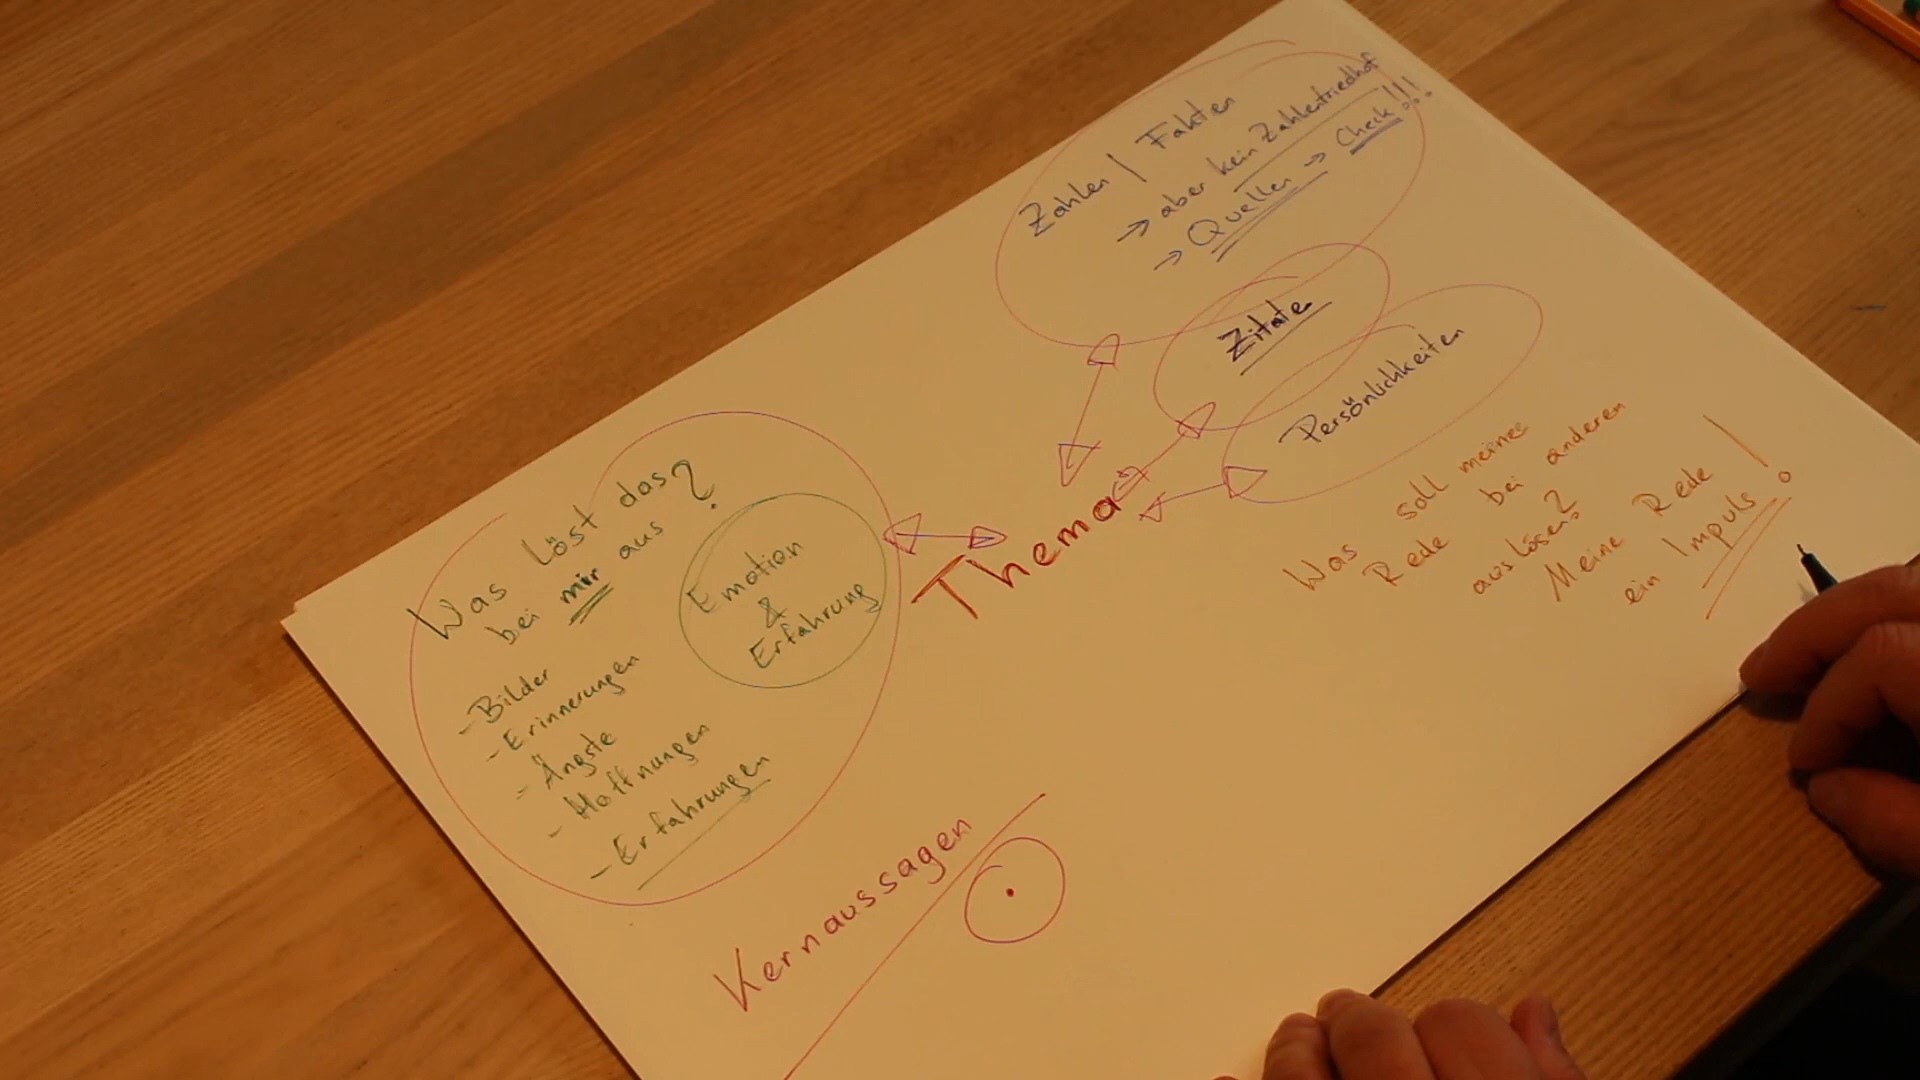 Zahlen | Fakten
→ aber kein Zahlenfriedhof
→ Quellen → Check!!!
Zitate
Persönlichkeiten
Was löst das
bei mir aus?
Emotion
&
Erfahrung
- Bilder
- Erinnerungen
- Ängste
- Hoffnungen
- Erfahrungen
Thema
Was soll meine
Rede bei anderen
auslösen?
Meine Rede
ein Impuls!
Kernaussagen